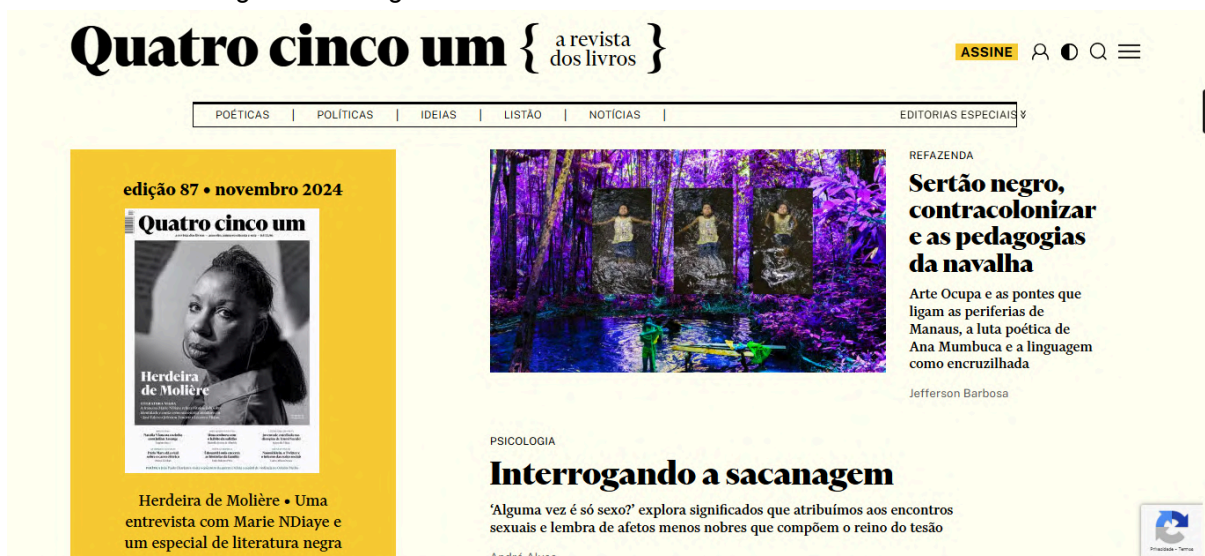 Quatro cinco um { a revista
dos livros }
ASSINE
POÉTICAS | POLÍTICAS | IDEIAS | LISTÃO | NOTÍCIAS |
EDITORIAS ESPECIAIS
edição 87 • novembro 2024
Quatro cinco um
Herdeira
de Molière
Herdeira de Molière • Uma
entrevista com Marie NDiaye e
um especial de literatura negra
REFAZENDA
Sertão negro,
contracolonizar
e as pedagogias
da navalha
Arte Ocupa e as pontes que
ligam as periferias de
Manaus, a luta poética de
Ana Mumbuca e a linguagem
como encruzilhada
Jefferson Barbosa
PSICOLOGIA
Interrogando a sacanagem
‘Alguma vez é só sexo?’ explora significados que atribuímos aos encontros
sexuais e lembra de afetos menos nobres que compõem o reino do tesão
Privacidade - Termos